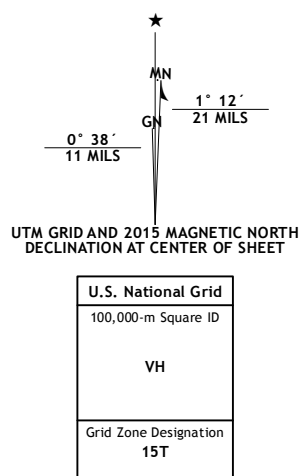 ★
MN
1° 12´
21 MILS
GN
0° 38´
11 MILS
UTM GRID AND 2015 MAGNETIC NORTH
DECLINATION AT CENTER OF SHEET
U.S. National Grid
100,000-m Square ID
VH
Grid Zone Designation
15T